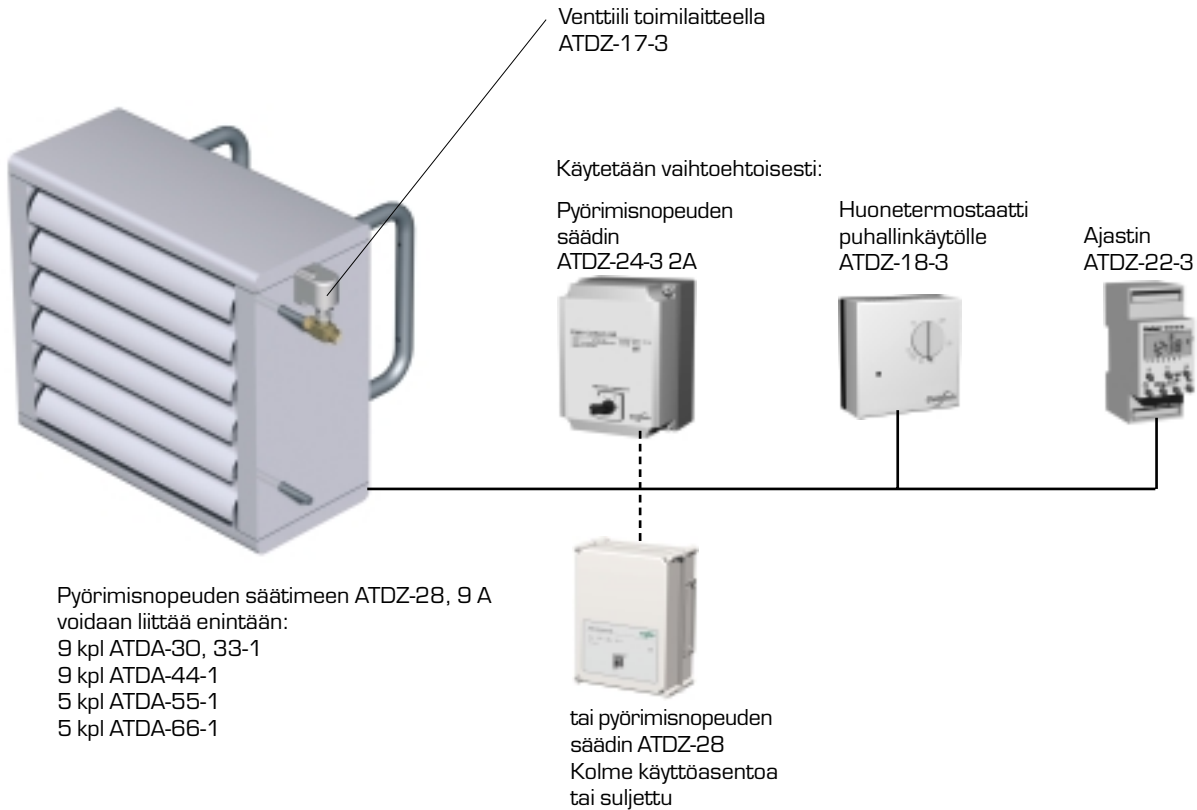 Venttiili toimilaitteella
ATDZ-17-3
Käytetään vaihtoehtoisesti:
Pyörimisnopeuden
säädin
ATDZ-24-3 2A
Huonetermostaatti
puhallinkäytölle
ATDZ-18-3
Ajastin
ATDZ-22-3
Pyörimisnopeuden säätimeen ATDZ-28, 9 A
voidaan liittää enintään:
9 kpl ATDA-30, 33-1
9 kpl ATDA-44-1
5 kpl ATDA-55-1
5 kpl ATDA-66-1
tai pyörimisnopeuden
säädin ATDZ-28
Kolme käyttöasentoa
tai suljettu